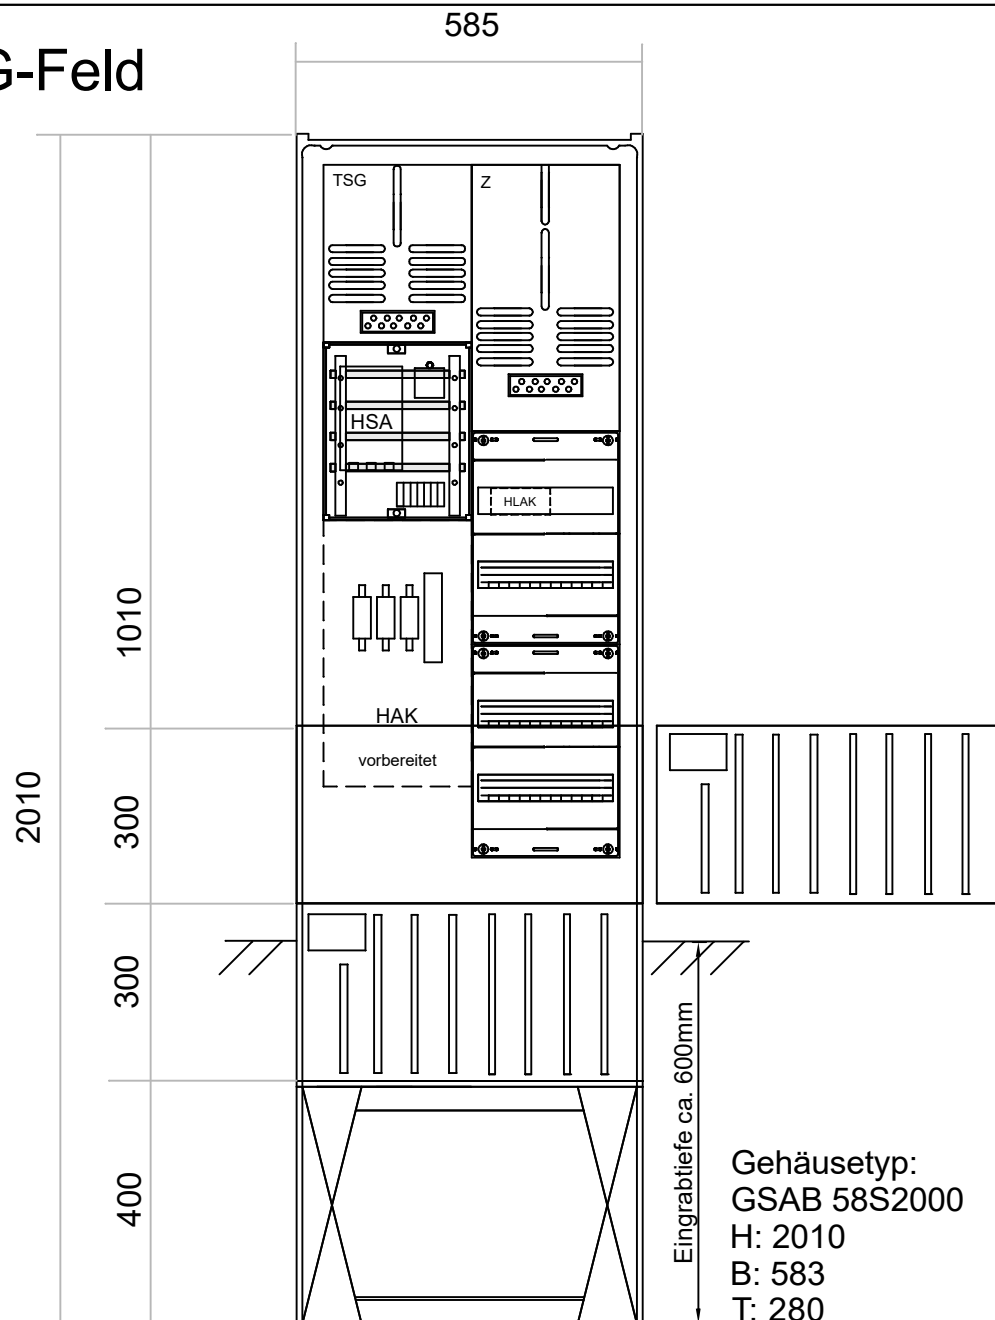 585
G-Feld
TSG
Z
HSA
HLAK
1010
HAK
vorbereitet
2010
300
300
Eingrabtiefe ca. 600mm
400
Gehäusetyp:
GSAB 58S2000
H: 2010
B: 583
T: 280